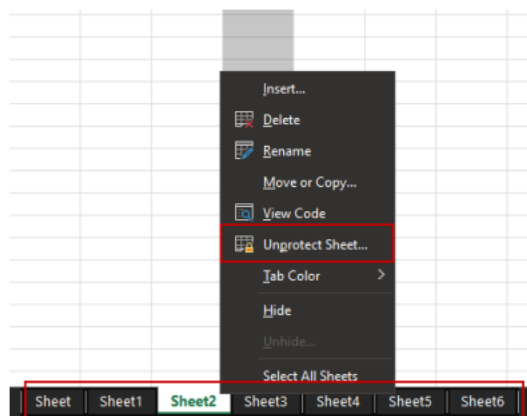 Insert...
Delete
Rename
Move or Copy...
View Code
Unprotect Sheet...
Tab Color
Hide
Unhide...
Select All Sheets
Sheet Sheet1 Sheet2 Sheet3 Sheet4 Sheet5 Sheet6